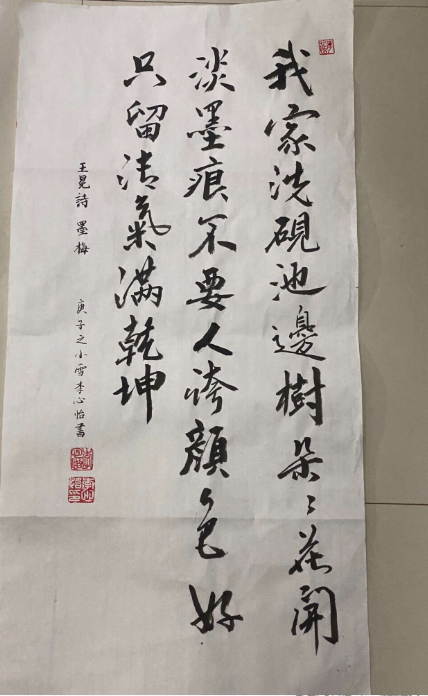 我家洗硯池邊樹朵〻花開
淡墨痕不要人誇顏色好
只留清氣滿乾坤
王冕詩墨梅 庚子之小雪李心怡書